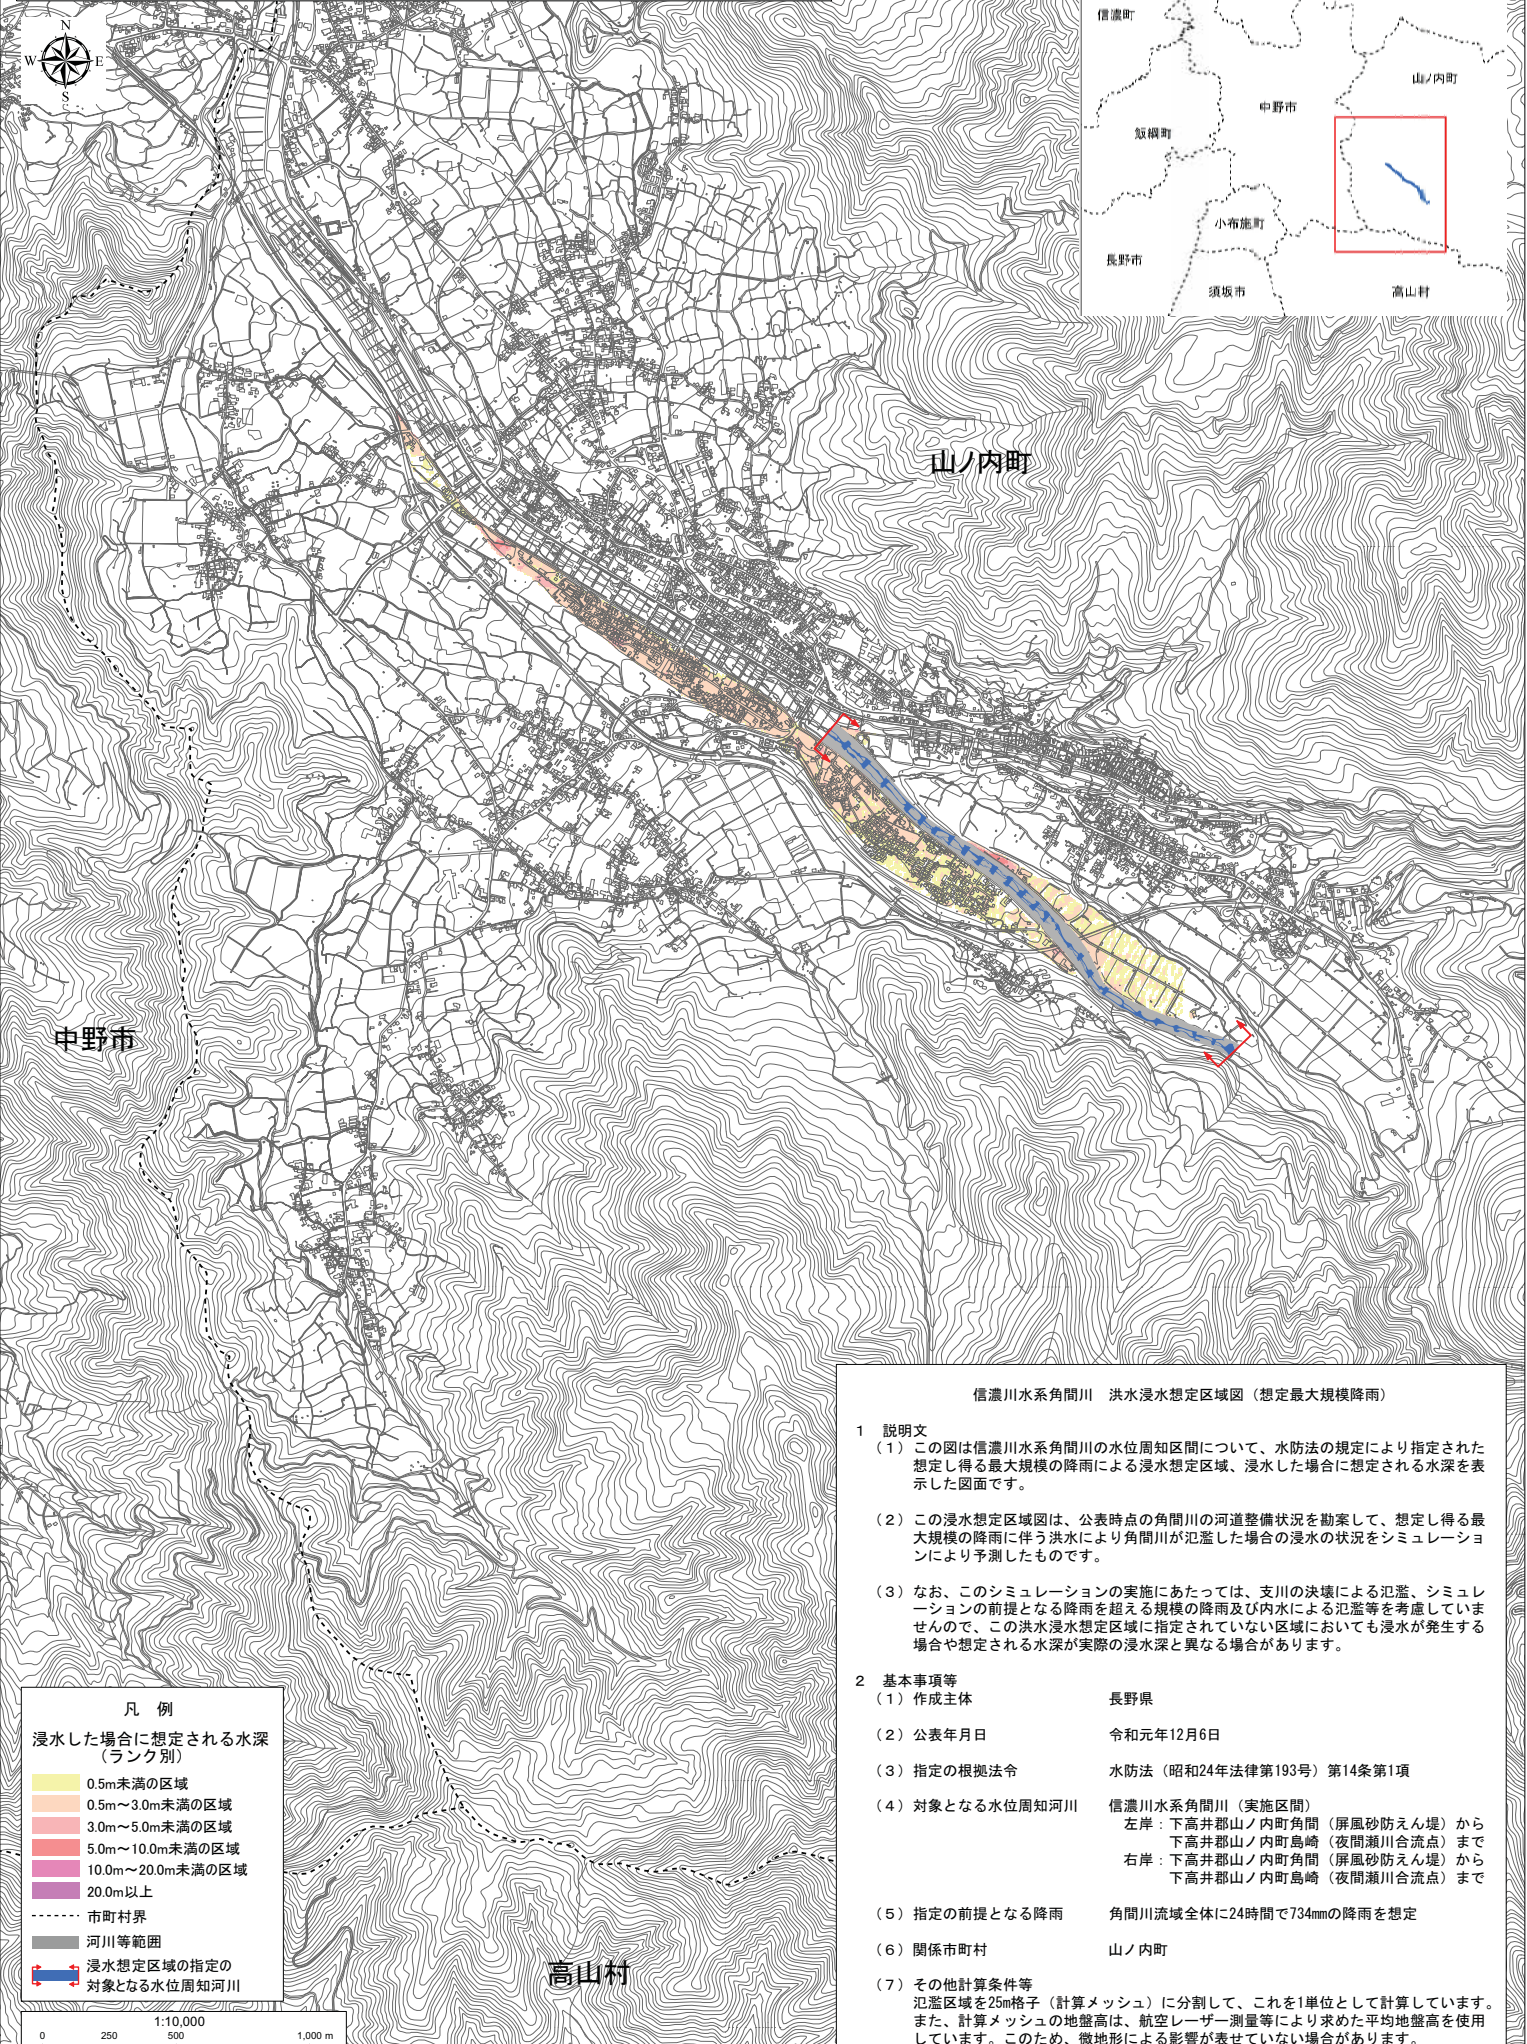 N
W E
S
信濃町
山ノ内町
中野市
飯綱町
小布施町
長野市
須坂市
高山村
山ノ内町
中野市
高山村
信濃川水系角間川 洪水浸水想定区域図(想定最大規模降雨)
1 説明文
(1)この図は信濃川水系角間川の水位周知区間について、水防法の規定により指定された
想定し得る最大規模の降雨による浸水想定区域、浸水した場合に想定される水深を表
示した図面です。
(2)この浸水想定区域図は、公表時点の角間川の河道整備状況を勘案して、想定し得る最
大規模の降雨に伴う洪水により角間川が氾濫した場合の浸水の状況をシミュレーショ
ンにより予測したものです。
(3)なお、このシミュレーションの実施にあたっては、支川の決壊による氾濫、シミュレ
ーションの前提となる降雨を超える規模の降雨及び内水による氾濫等を考慮していま
せんので、この洪水浸水想定区域に指定されていない区域においても浸水が発生する
場合や想定される水深が実際の浸水深と異なる場合があります。
2 基本事項等
(1)作成主体 長野県
(2)公表年月日 令和元年12月6日
(3)指定の根拠法令 水防法(昭和24年法律第193号)第14条第1項
(4)対象となる水位周知河川 信濃川水系角間川(実施区間)
左岸:下高井郡山ノ内町角間(屏風砂防えん堤)から
下高井郡山ノ内町島崎(夜間瀬川合流点)まで
右岸:下高井郡山ノ内町角間(屏風砂防えん堤)から
下高井郡山ノ内町島崎(夜間瀬川合流点)まで
(5)指定の前提となる降雨 角間川流域全体に24時間で734mmの降雨を想定
(6)関係市町村 山ノ内町
(7)その他計算条件等
氾濫区域を25m格子(計算メッシュ)に分割して、これを1単位として計算しています。
また、計算メッシュの地盤高は、航空レーザー測量等により求めた平均地盤高を使用
しています。このため、微地形による影響が表せていない場合があります。
凡 例
浸水した場合に想定される水深
(ランク別)
0.5m未満の区域
0.5m～3.0m未満の区域
3.0m～5.0m未満の区域
5.0m～10.0m未満の区域
10.0m～20.0m未満の区域
20.0m以上
市町村界
河川等範囲
浸水想定区域の指定の
対象となる水位周知河川
1:10,000
0 250 500 1,000 m